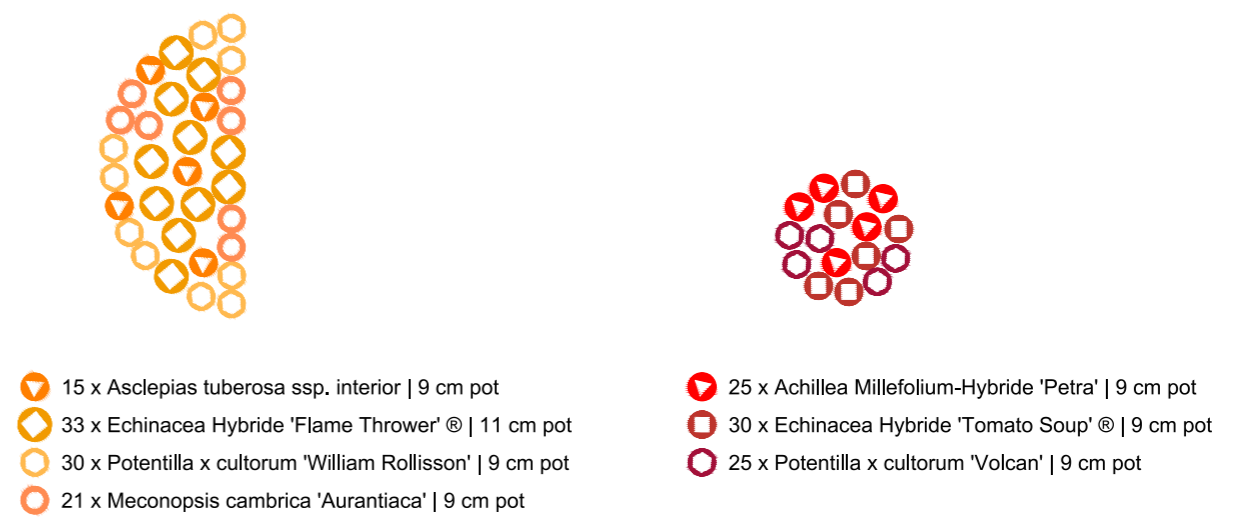 15 x Asclepias tuberosa ssp. interior | 9 cm pot
33 x Echinacea Hybride 'Flame Thrower' ® | 11 cm pot
30 x Potentilla x cultorum 'William Rollisson' | 9 cm pot
21 x Meconopsis cambrica 'Aurantiaca' | 9 cm pot
25 x Achillea Millefolium-Hybride 'Petra' | 9 cm pot
30 x Echinacea Hybride 'Tomato Soup' ® | 9 cm pot
25 x Potentilla x cultorum 'Volcan' | 9 cm pot